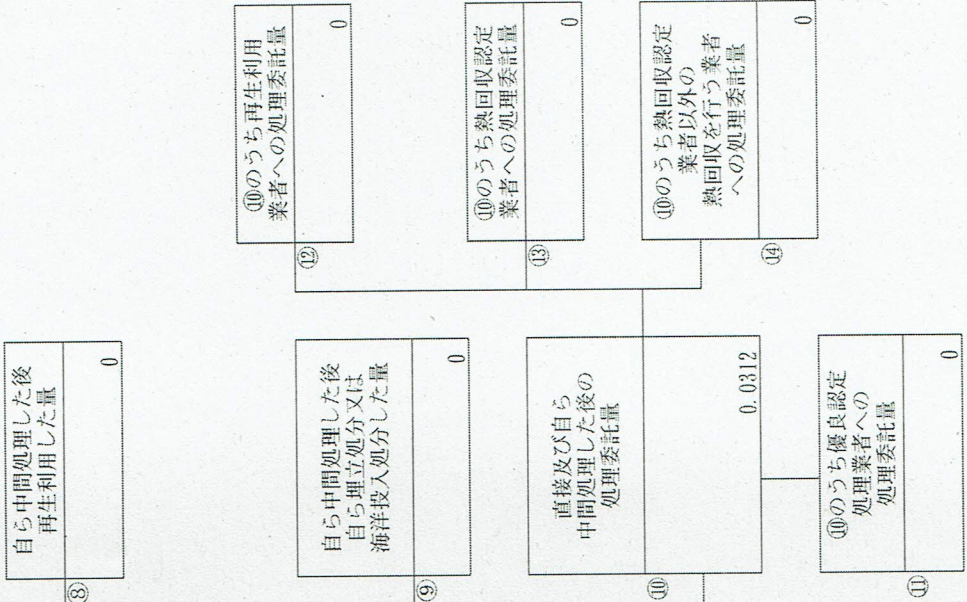 自ら中間処理した後
再生利用した量
0
⑧
自ら中間処理した後
自ら埋立処分又は
海洋投入処分した量
0
⑨
直接及び自ら
中間処理した後の
処理委託量
0.0312
⑩
⑩のうち優良認定
処理業者への
処理委託量
0
⑪
⑩のうち再生利用
業者への処理委託量
0
⑫
⑩のうち熱回収認定
業者への処理委託量
0
⑬
⑩のうち熱回収認定
業者以外の
熱回収を行う業者
への処理委託量
0
⑭